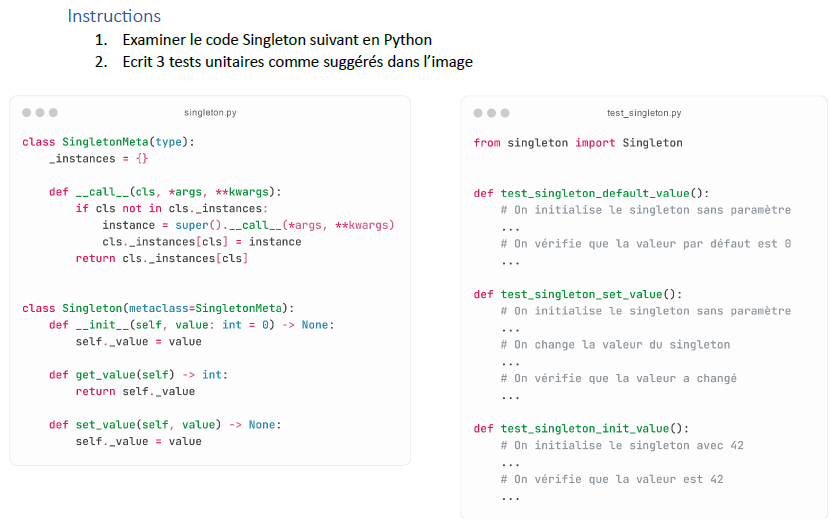 Instructions
1. Examiner le code Singleton suivant en Python
2. Ecrit 3 tests unitaires comme suggérés dans l'image
singleton.py
class SingletonMeta(type):
    _instances = {}
    def __call__(cls, *args, **kwargs):
        if cls not in cls._instances:
            instance = super().__call__(*args, **kwargs)
            cls._instances[cls] = instance
        return cls._instances[cls]
class Singleton(metaclass=SingletonMeta):
    def __init__(self, value: int = 0) -> None:
        self._value = value
    def get_value(self) -> int:
        return self._value
    def set_value(self, value) -> None:
        self._value = value
test_singleton.py
from singleton import Singleton
def test_singleton_default_value():
    # On initialise le singleton sans paramètre
    ...
    # On vérifie que la valeur par défaut est 0
    ...
def test_singleton_set_value():
    # On initialise le singleton sans paramètre
    ...
    # On change la valeur du singleton
    ...
    # On vérifie que la valeur a changé
    ...
def test_singleton_init_value():
    # On initialise le singleton avec 42
    ...
    # On vérifie que la valeur est 42
    ...